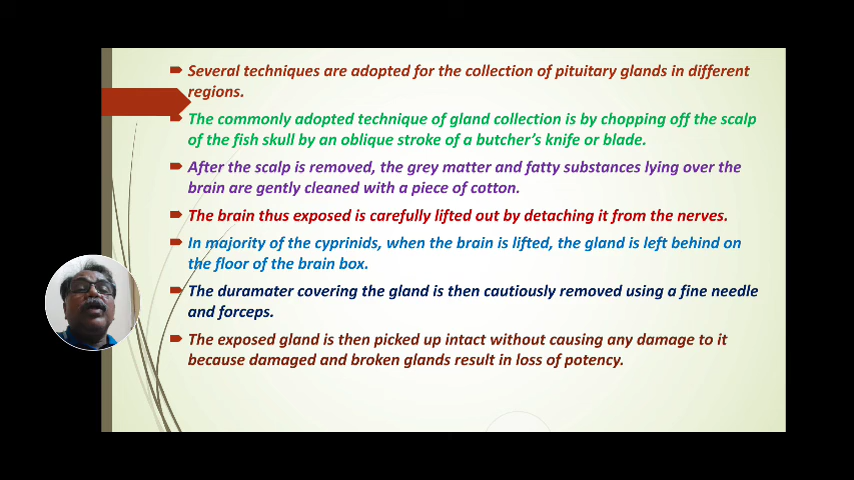 Several techniques are adopted for the collection of pituitary glands in different
regions.
The commonly adopted technique of gland collection is by chopping off the scalp
of the fish skull by an oblique stroke of a butcher's knife or blade.
After the scalp is removed, the grey matter and fatty substances lying over the
brain are gently cleaned with a piece of cotton.
The brain thus exposed is carefully lifted out by detaching it from the nerves.
In majority of the cyprinids, when the brain is lifted, the gland is left behind on
the floor of the brain box.
The duramater covering the gland is then cautiously removed using a fine needle
and forceps.
The exposed gland is then picked up intact without causing any damage to it
because damaged and broken glands result in loss of potency.